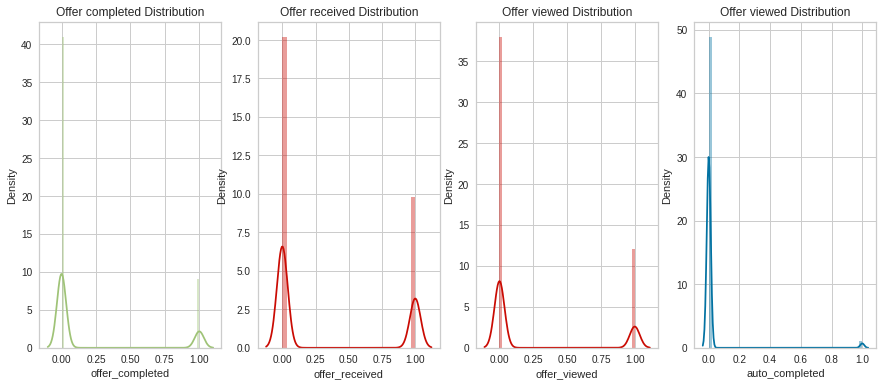 Offer completed Distribution
40
35
30
25
20
15
10
5
0
Density
0.00 0.25 0.50 0.75 1.00
offer_completed
Offer received Distribution
20.0
17.5
15.0
12.5
10.0
7.5
5.0
2.5
0.0
Density
0.00 0.25 0.50 0.75 1.00
offer_received
Offer viewed Distribution
35
30
25
20
15
10
5
0
Density
0.00 0.25 0.50 0.75 1.00
offer_viewed
Offer viewed Distribution
50
40
30
20
10
0
Density
0.0 0.2 0.4 0.6 0.8 1.0
auto_completed